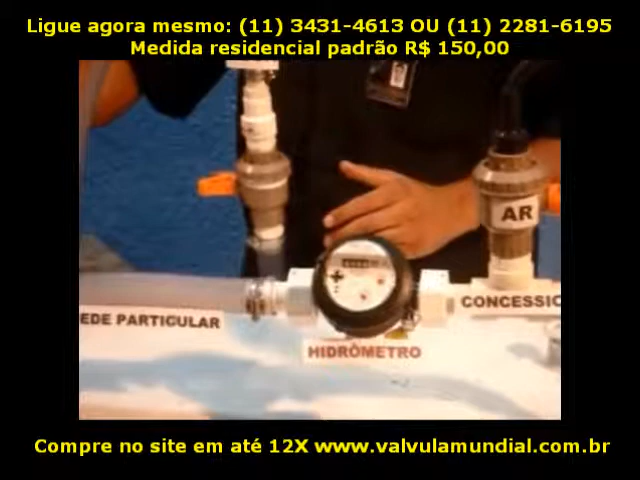 Ligue agora mesmo: (11) 3431-4613 OU (11) 2281-6195
Medida residencial padrão R$ 150,00
AR
CONCESSIO
EDE PARTICULAR
HIDRÔMETRO
Compre no site em até 12X www.valvulamundial.com.br